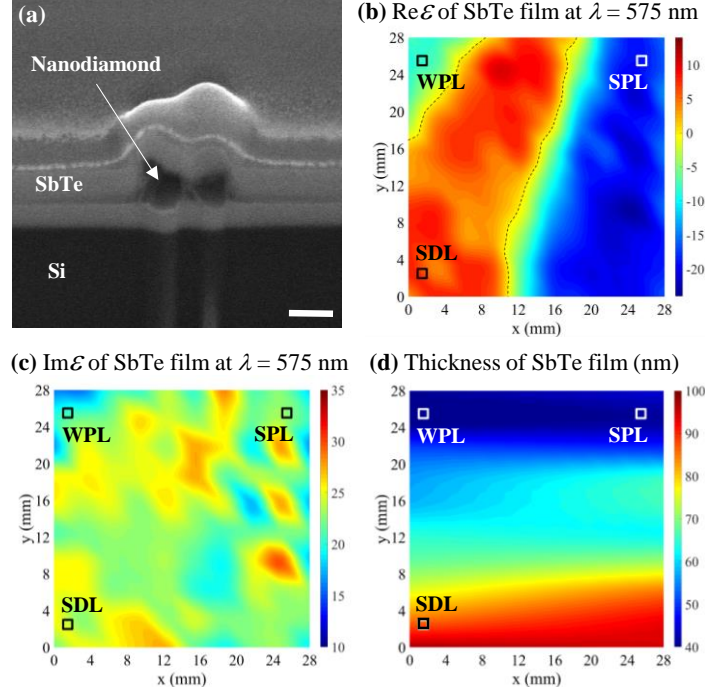 (a)
Nanodiamond
SbTe
Si
(b) Reε of SbTe film at λ = 575 nm
28
24
20
16
12
8
4
0
y (mm)
WPL
SPL
SDL
0 4 8 12 16 20 24 28
x (mm)
10
5
0
-5
-10
-15
-20
(c) Imε of SbTe film at λ = 575 nm
28
24
20
16
12
8
4
0
y (mm)
WPL
SPL
SDL
0 4 8 12 16 20 24 28
x (mm)
35
30
25
20
15
10
(d) Thickness of SbTe film (nm)
28
24
20
16
12
8
4
0
y (mm)
WPL
SPL
SDL
0 4 8 12 16 20 24 28
x (mm)
100
90
80
70
60
50
40